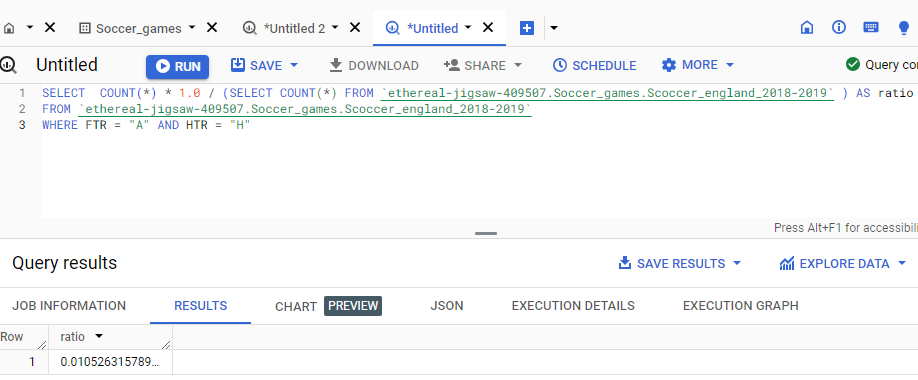 Soccer_games
*Untitled 2
*Untitled
Untitled
RUN
SAVE
DOWNLOAD
SHARE
SCHEDULE
MORE
Query con
1 SELECT  COUNT(*) * 1.0 / (SELECT COUNT(*) FROM `ethereal-jigsaw-409507.Soccer_games.Scoccer_england_2018-2019` ) AS ratio
2 FROM `ethereal-jigsaw-409507.Soccer_games.Scoccer_england_2018-2019`
3 WHERE FTR = "A" AND HTR = "H"
Press Alt+F1 for accessibili
Query results
SAVE RESULTS
EXPLORE DATA
JOB INFORMATION
RESULTS
CHART PREVIEW
JSON
EXECUTION DETAILS
EXECUTION GRAPH
Row ratio
1 0.010526315789...